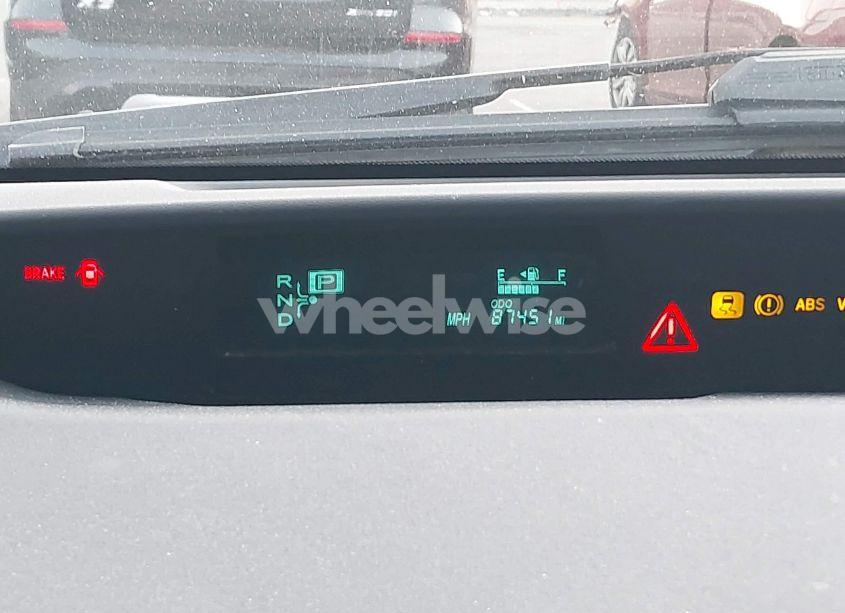 BRAKE
R P
N
D
E F
ODO
MPH 87451 MI
ABS V
wheelwise